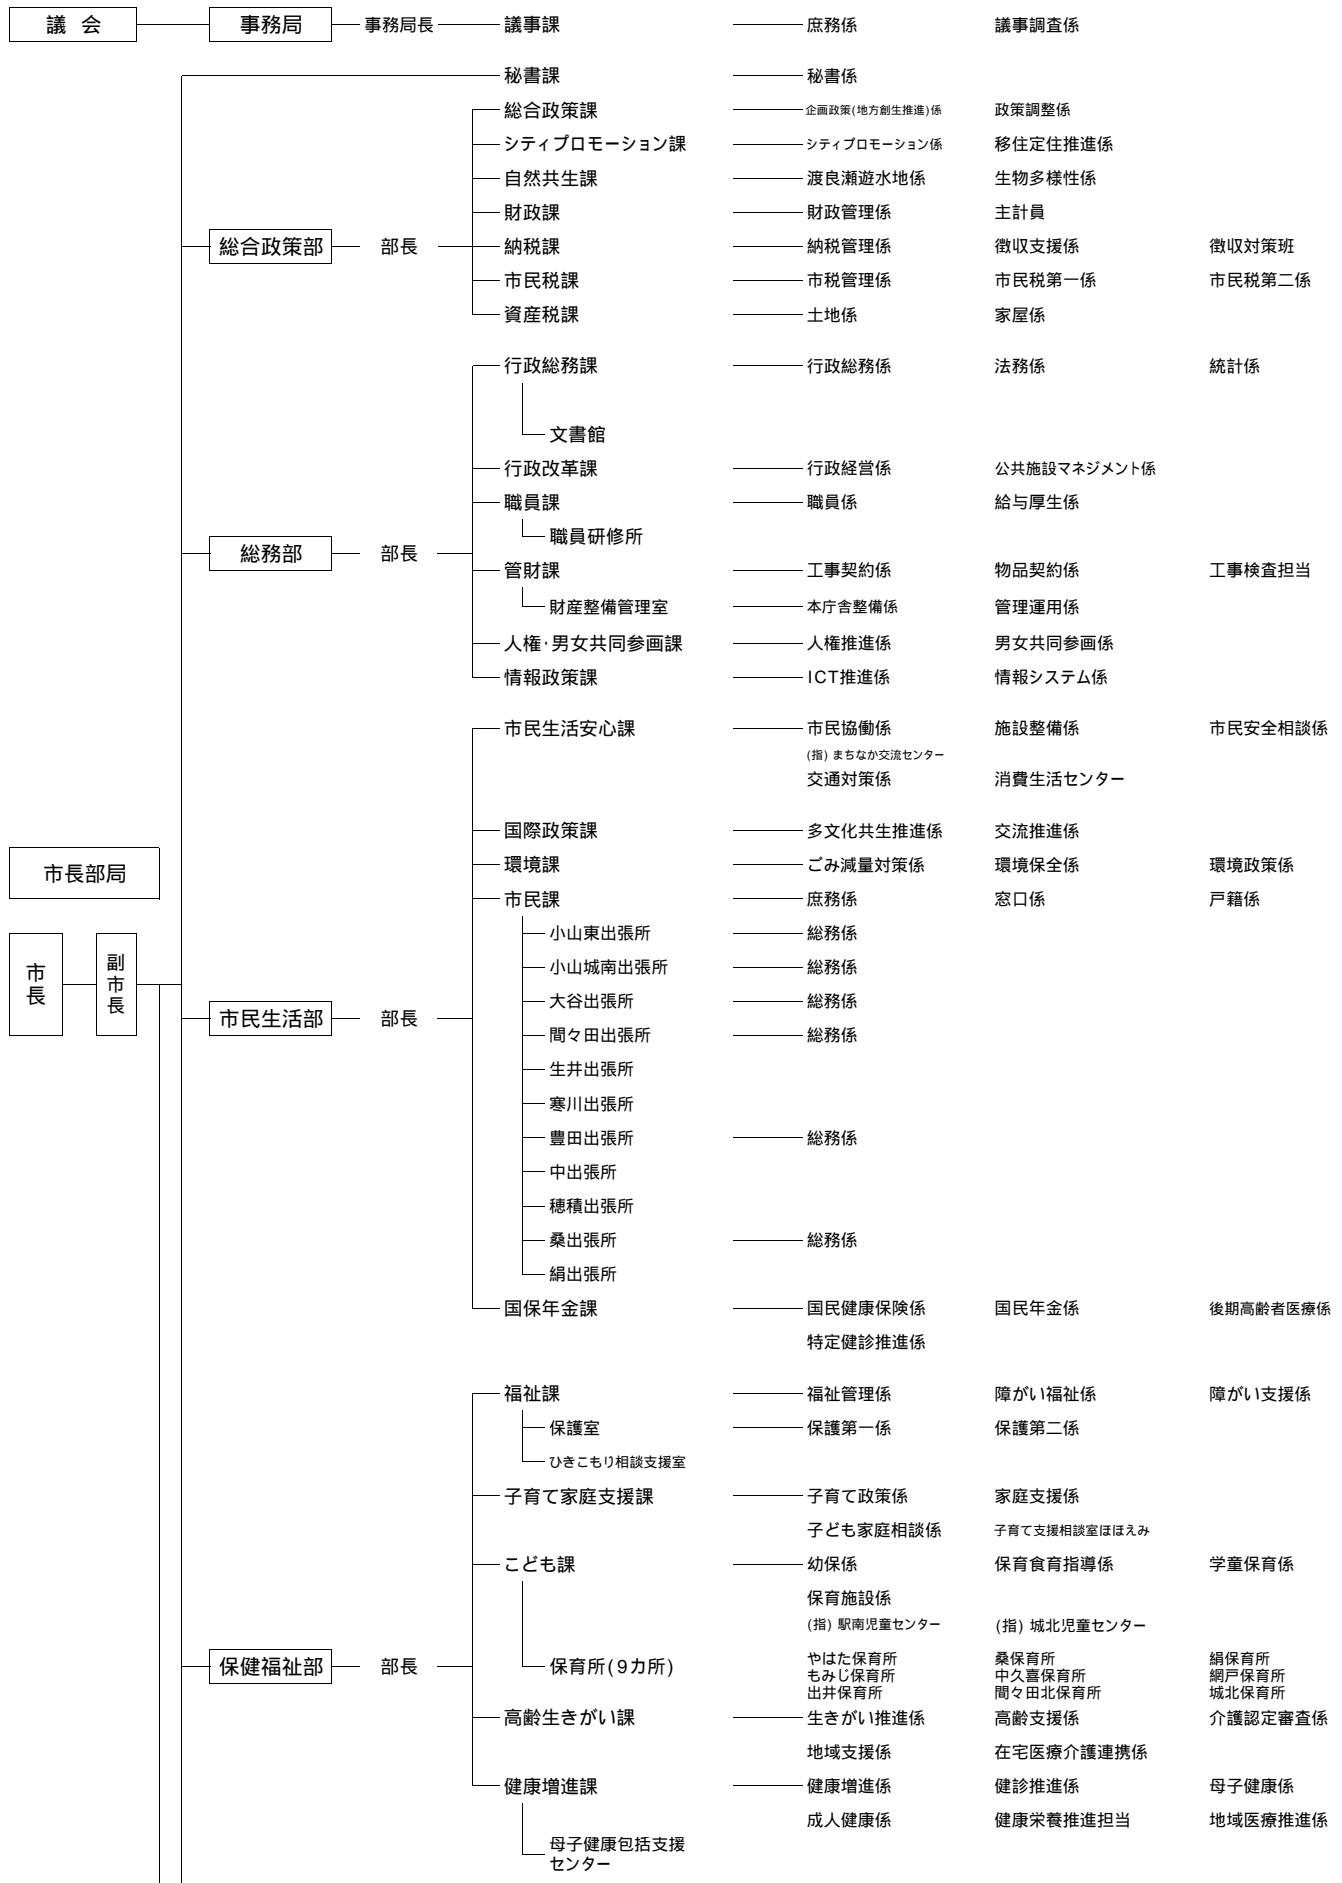 議会 事務局 事務局長 議事課 庶務係 議事調査係
秘書課 秘書係
総合政策課 企画政策(地方創生推進)係 政策調整係
シティプロモーション課 シティプロモーション係 移住定住推進係
自然共生課 渡良瀬遊水地係 生物多様性係
財政課 財政管理係 主計員
総合政策部 部長 納税課 納税管理係 徴収支援係 徴収対策班
市民税課 市税管理係 市民税第一係 市民税第二係
資産税課 土地係 家屋係
行政総務課 行政総務係 法務係 統計係
文書館
行政改革課 行政経営係 公共施設マネジメント係
職員課 職員係 給与厚生係
職員研修所
総務部 部長
管財課 工事契約係 物品契約係 工事検査担当
財産整備管理室 本庁舎整備係 管理運用係
人権・男女共同参画課 人権推進係 男女共同参画係
情報政策課 ICT推進係 情報システム係
市民生活安心課 市民協働係 施設整備係 市民安全相談係
(指) まちなか交流センター
交通対策係 消費生活センター
国際政策課 多文化共生推進係 交流推進係
環境課 ごみ減量対策係 環境保全係 環境政策係
市長部局
市民課 庶務係 窓口係 戸籍係
小山東出張所 総務係
小山城南出張所 総務係
市長 副市長
大谷出張所 総務係
市民生活部 部長
間々田出張所 総務係
生井出張所
寒川出張所
豊田出張所 総務係
中出張所
穂積出張所
桑出張所 総務係
絹出張所
国保年金課 国民健康保険係 国民年金係 後期高齢者医療係
特定健診推進係
福祉課 福祉管理係 障がい福祉係 障がい支援係
保護室 保護第一係 保護第二係
ひきこもり相談支援室
子育て家庭支援課 子育て政策係 家庭支援係
子ども家庭相談係 子育て支援相談室ほほえみ
こども課 幼保係 保育食育指導係 学童保育係
保育施設係
(指) 駅南児童センター (指) 城北児童センター
やはた保育所 桑保育所 絹保育所
保健福祉部 部長 保育所(9カ所) もみじ保育所 中久喜保育所 網戸保育所
出井保育所 間々田北保育所 城北保育所
高齢生きがい課 生きがい推進係 高齢支援係 介護認定審査係
地域支援係 在宅医療介護連携係
健康増進課 健康増進係 健診推進係 母子健康係
成人健康係 健康栄養推進担当 地域医療推進係
母子健康包括支援
センター